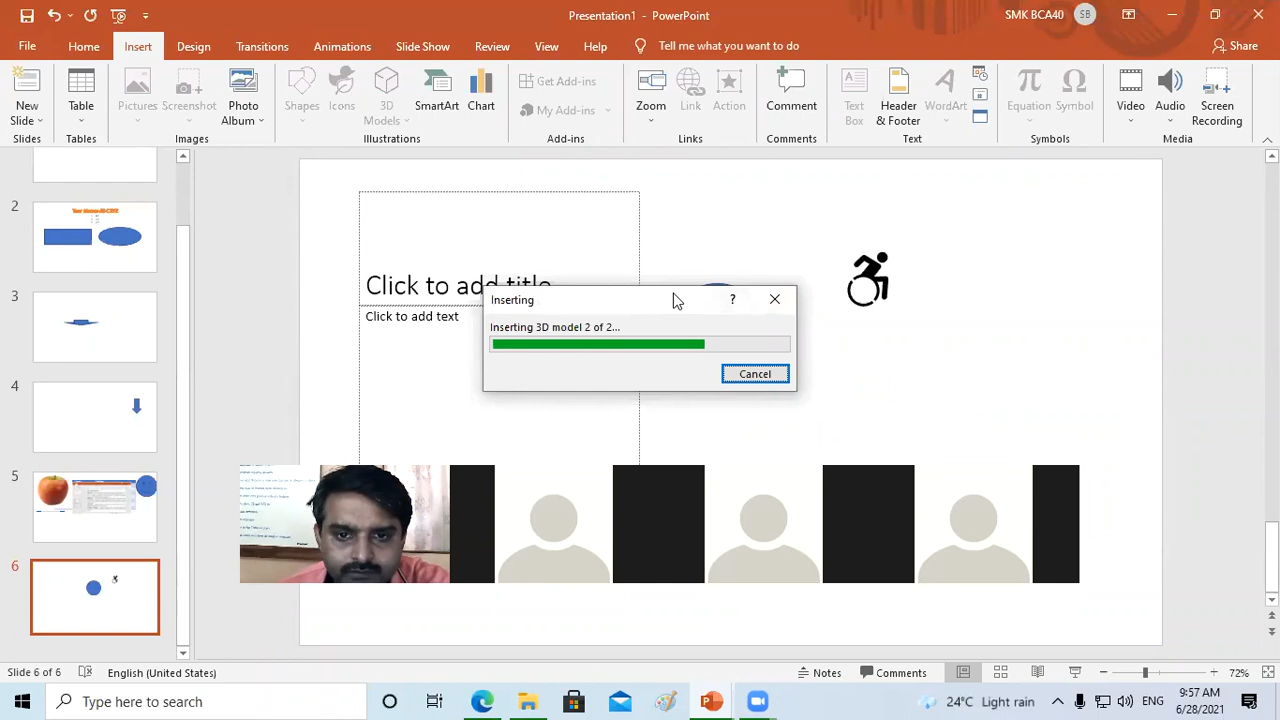 Presentation1 - PowerPoint
SMK BCA40
SB
File
Home
Insert
Design
Transitions
Animations
Slide Show
Review
View
Help
Tell me what you want to do
Share
New Slide
Table
Pictures
Screenshot
Photo Album
Shapes
Icons
3D Models
SmartArt
Chart
Get Add-ins
My Add-ins
Zoom
Link
Action
Comment
Text Box
Header & Footer
WordArt
Equation
Symbol
Video
Audio
Screen Recording
Slides
Tables
Images
Illustrations
Add-ins
Links
Comments
Text
Symbols
Media
2
3
4
5
6
Click to add title
Click to add text
Inserting
?
Inserting 3D model 2 of 2...
Cancel
Slide 6 of 6
English (United States)
Notes
Comments
72%
Type here to search
24°C Light rain
ENG
9:57 AM
6/28/2021